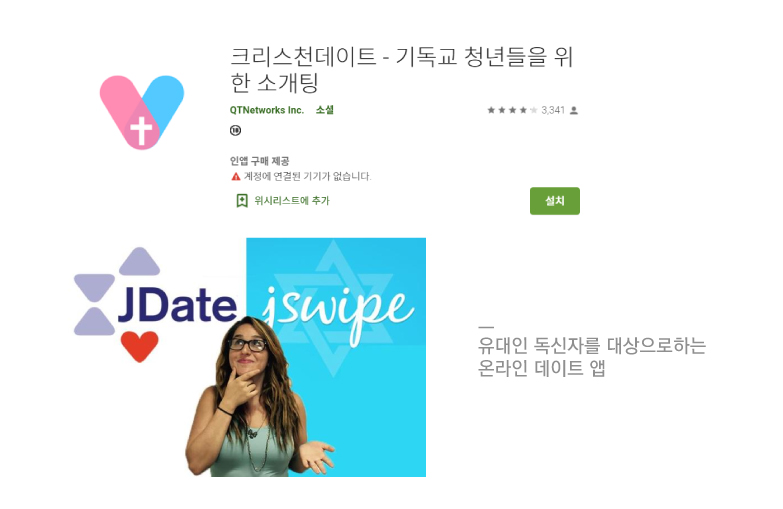 크리스천데이트 - 기독교 청년들을 위
한 소개팅
QTNetworks Inc. 소셜
3,341
18
인앱 구매 제공
계정에 연결된 기기가 없습니다.
위시리스트에 추가
설치
JDate
jswipe
유대인 독신자를 대상으로하는
온라인 데이트 앱